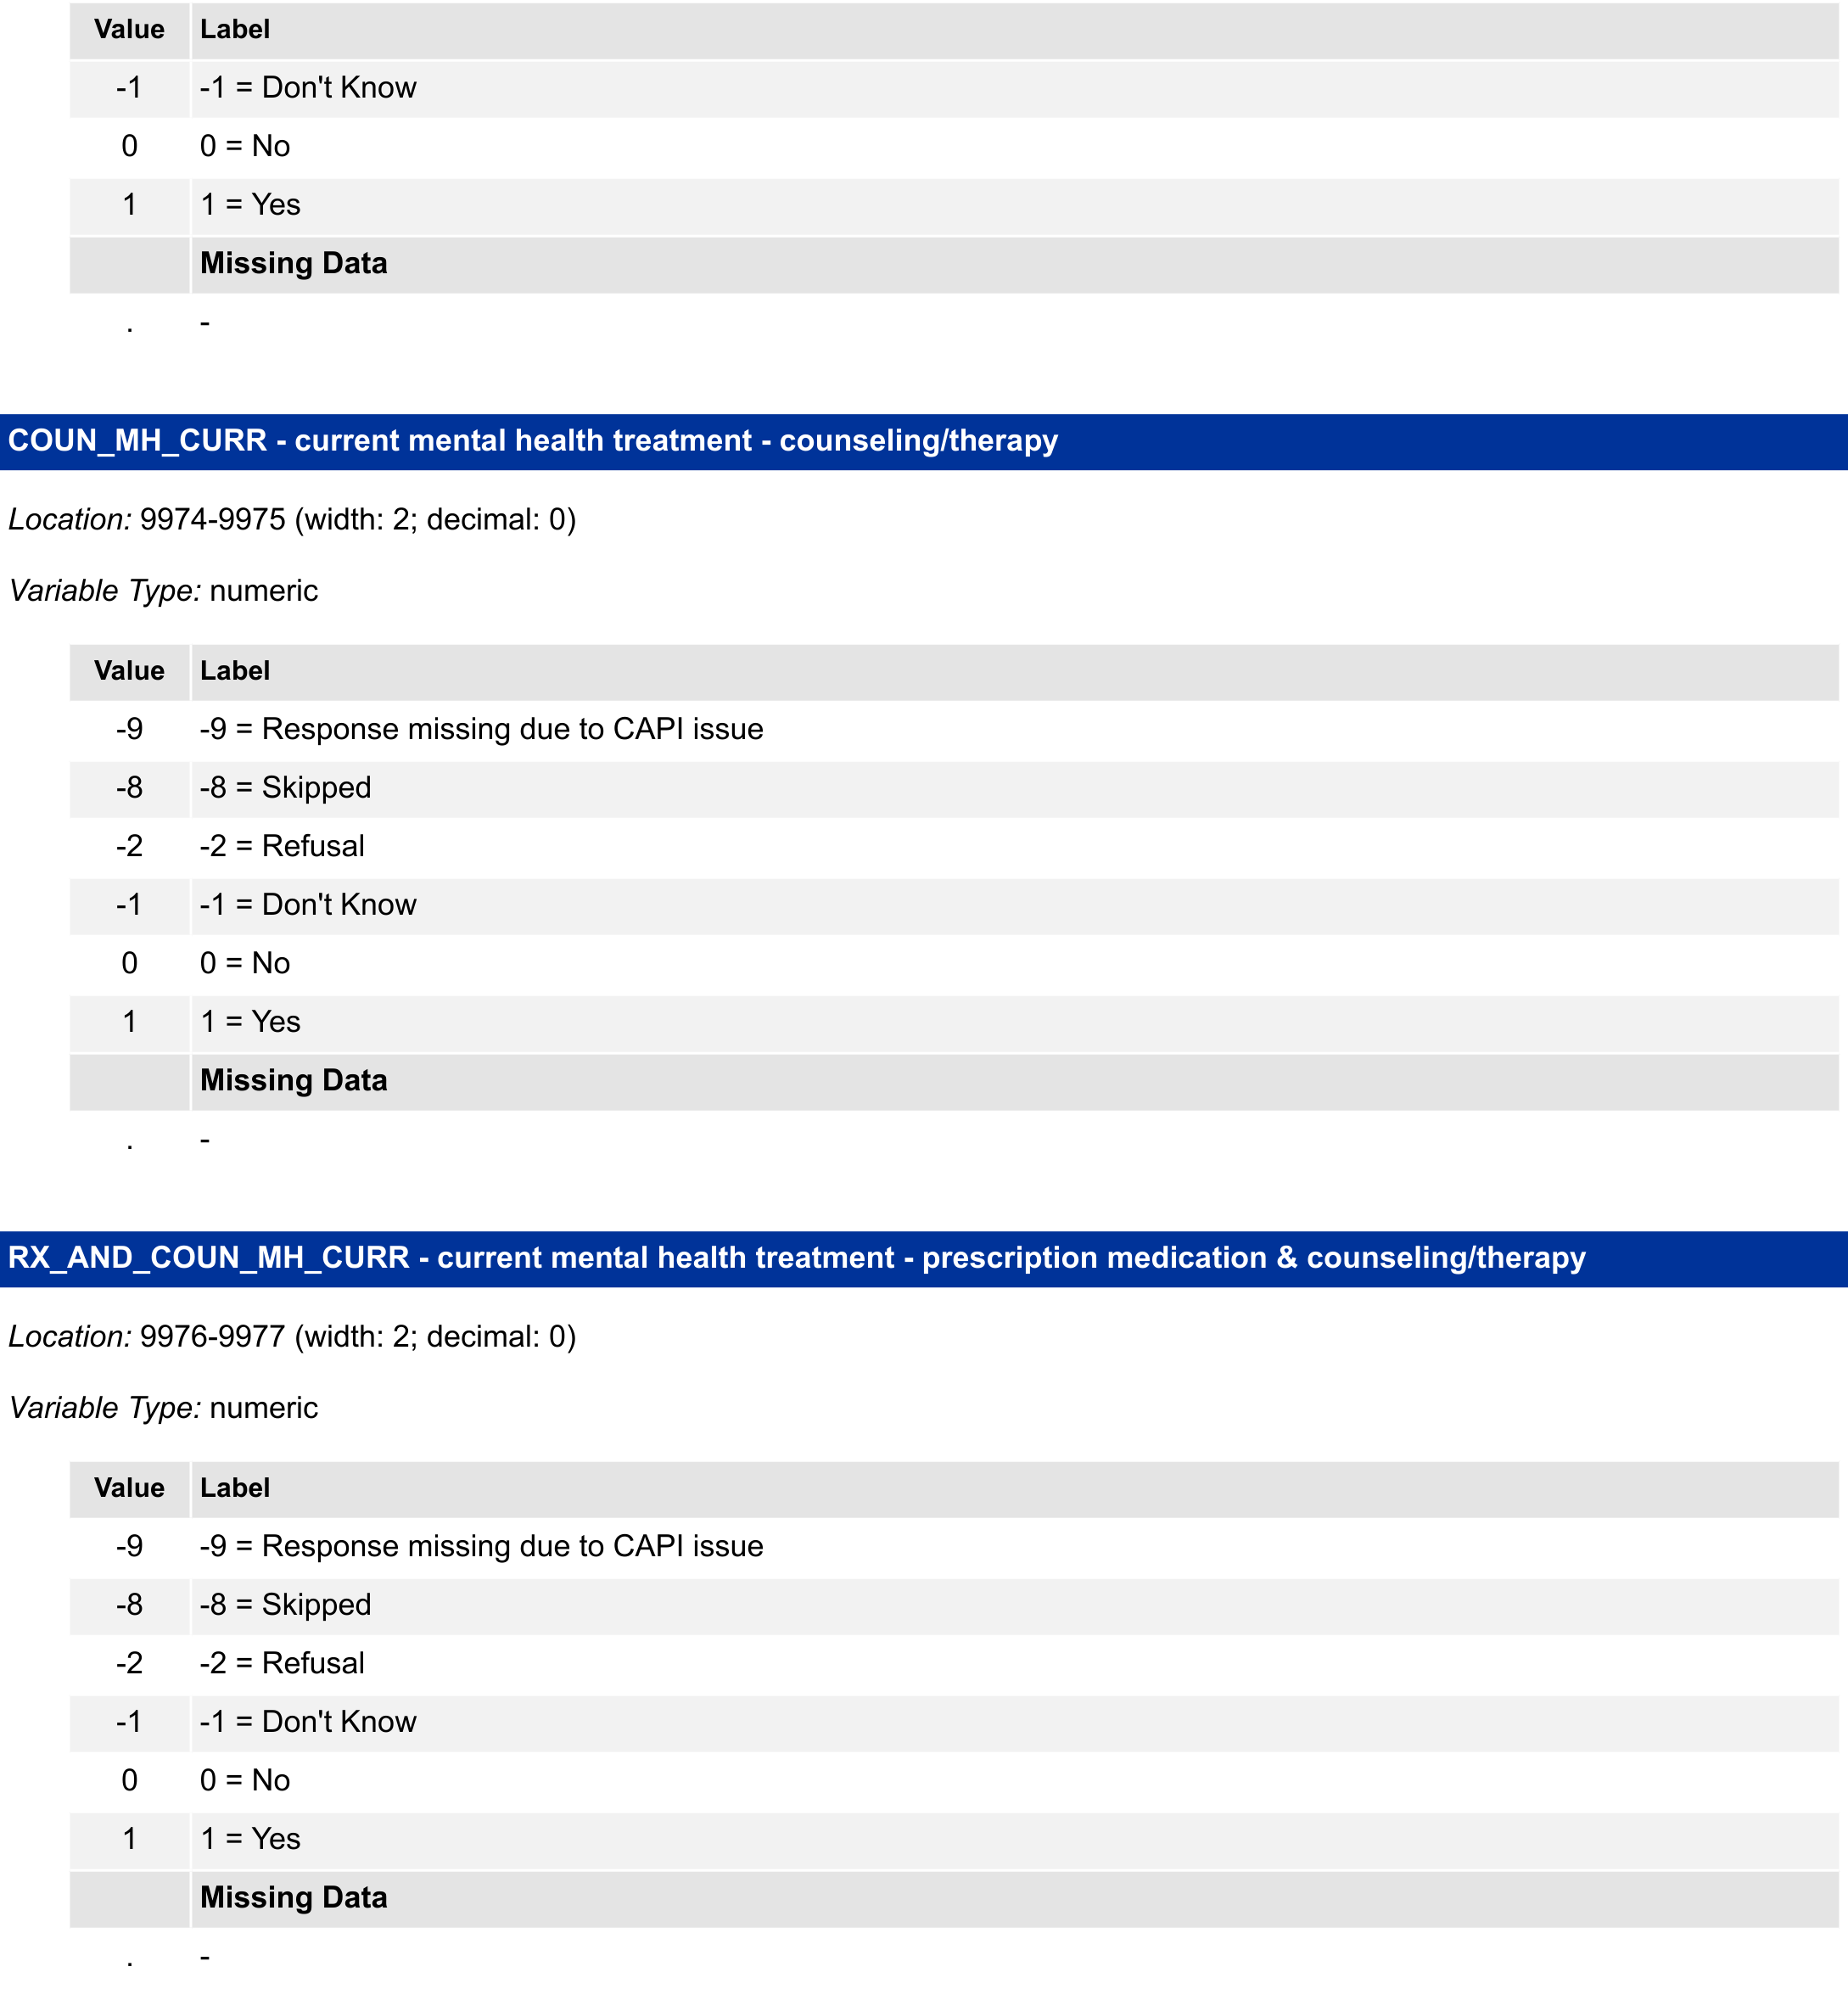 Value Label
-1 -1 = Don't Know
0 0 = No
1 1 = Yes
Missing Data
. -
COUN_MH_CURR - current mental health treatment - counseling/therapy
Location: 9974-9975 (width: 2; decimal: 0)
Variable Type: numeric
Value Label
-9 -9 = Response missing due to CAPI issue
-8 -8 = Skipped
-2 -2 = Refusal
-1 -1 = Don't Know
0 0 = No
1 1 = Yes
Missing Data
. -
RX_AND_COUN_MH_CURR - current mental health treatment - prescription medication & counseling/therapy
Location: 9976-9977 (width: 2; decimal: 0)
Variable Type: numeric
Value Label
-9 -9 = Response missing due to CAPI issue
-8 -8 = Skipped
-2 -2 = Refusal
-1 -1 = Don't Know
0 0 = No
1 1 = Yes
Missing Data
. -